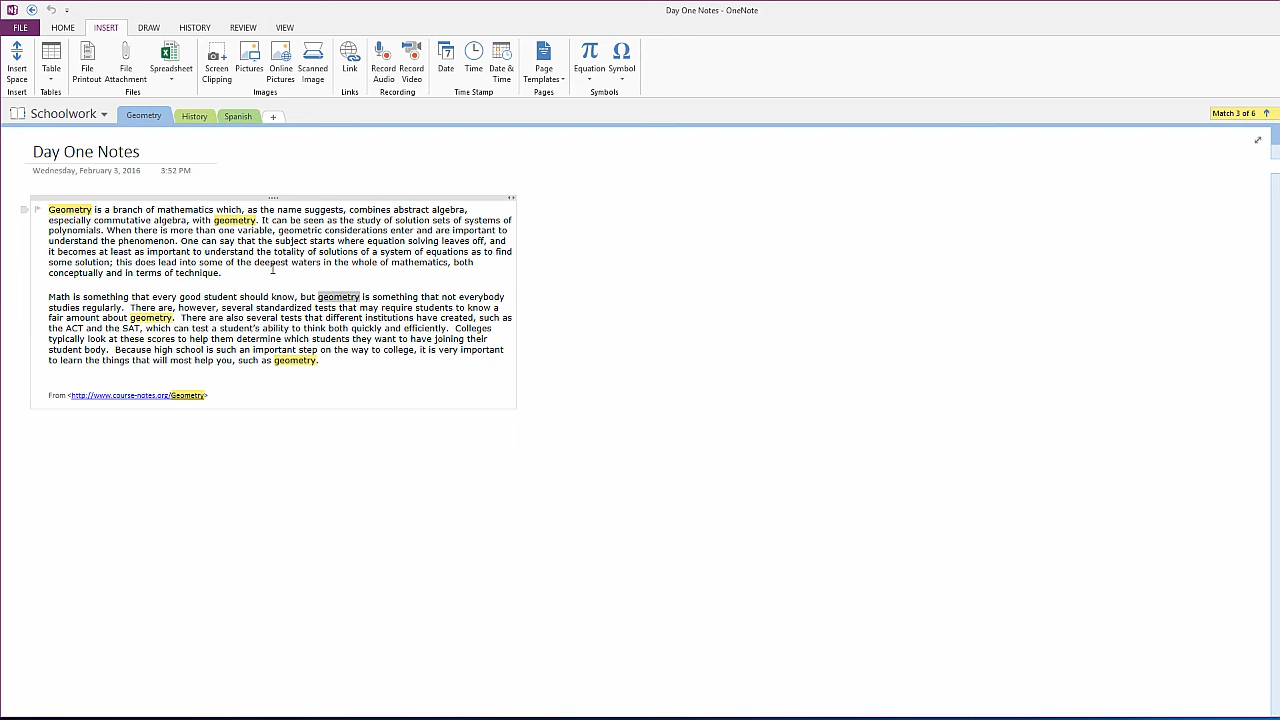 Day One Notes - OneNote
FILE HOME INSERT DRAW HISTORY REVIEW VIEW
Insert Space Table File Printout File Attachment Spreadsheet Screen Clipping Pictures Online Pictures Scanned Image Link Record Audio Record Video Date Time Date & Time Page Templates Equation Symbol
Insert Tables Files Images Links Recording Time Stamp Pages Symbols
Schoolwork Geometry History Spanish + Match 3 of 6
Day One Notes
Wednesday, February 3, 2016 3:52 PM
Geometry is a branch of mathematics which, as the name suggests, combines abstract algebra,
especially commutative algebra, with geometry. It can be seen as the study of solution sets of systems of
polynomials. When there is more than one variable, geometric considerations enter and are important to
understand the phenomenon. One can say that the subject starts where equation solving leaves off, and
it becomes at least as important to understand the totality of solutions of a system of equations as to find
some solution; this does lead into some of the deepest waters in the whole of mathematics, both
conceptually and in terms of technique.
Math is something that every good student should know, but geometry is something that not everybody
studies regularly. There are, however, several standardized tests that may require students to know a
fair amount about geometry. There are also several tests that different institutions have created, such as
the ACT and the SAT, which can test a student's ability to think both quickly and efficiently. Colleges
typically look at these scores to help them determine which students they want to have joining their
student body. Because high school is such an important step on the way to college, it is very important
to learn the things that will most help you, such as geometry.
From <http://www.course-notes.org/Geometry>